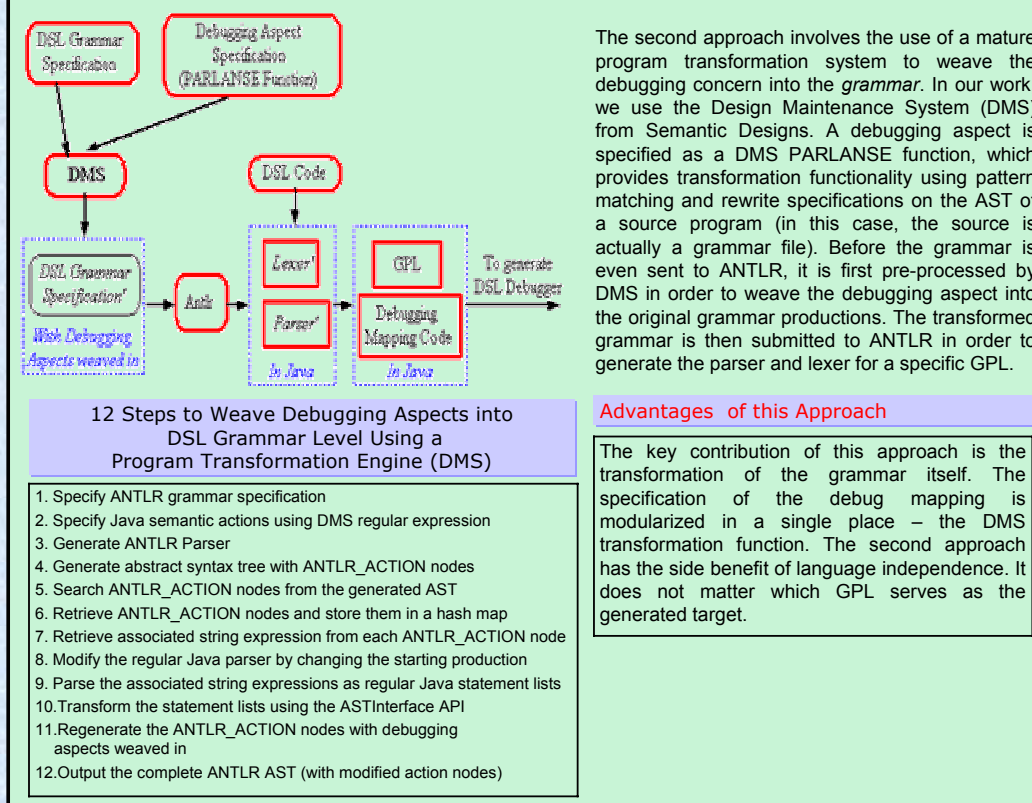 DSL Grammar
Specification
Debugging Aspect
Specification
(PARLANSE Function)
DMS
DSL Code
DSL Grammar
Specification'
With Debugging
Aspects weaved in
Antlr
Lexer'
Parser'
In Java
GPL
Debugging
Mapping Code
In Java
To generate
DSL Debugger
The second approach involves the use of a mature
program transformation system to weave the
debugging concern into the grammar. In our work
we use the Design Maintenance System (DMS)
from Semantic Designs. A debugging aspect is
specified as a DMS PARLANSE function, which
provides transformation functionality using pattern
matching and rewrite specifications on the AST of
a source program (in this case, the source is
actually a grammar file). Before the grammar is
even sent to ANTLR, it is first pre-processed by
DMS in order to weave the debugging aspect into
the original grammar productions. The transformed
grammar is then submitted to ANTLR in order to
generate the parser and lexer for a specific GPL.
12 Steps to Weave Debugging Aspects into
DSL Grammar Level Using a
Program Transformation Engine (DMS)
1. Specify ANTLR grammar specification
2. Specify Java semantic actions using DMS regular expression
3. Generate ANTLR Parser
4. Generate abstract syntax tree with ANTLR_ACTION nodes
5. Search ANTLR_ACTION nodes from the generated AST
6. Retrieve ANTLR_ACTION nodes and store them in a hash map
7. Retrieve associated string expression from each ANTLR_ACTION node
8. Modify the regular Java parser by changing the starting production
9. Parse the associated string expressions as regular Java statement lists
10.Transform the statement lists using the ASTInterface API
11.Regenerate the ANTLR_ACTION nodes with debugging
aspects weaved in
12.Output the complete ANTLR AST (with modified action nodes)
Advantages of this Approach
The key contribution of this approach is the
transformation of the grammar itself. The
specification of the debug mapping is
modularized in a single place – the DMS
transformation function. The second approach
has the side benefit of language independence. It
does not matter which GPL serves as the
generated target.